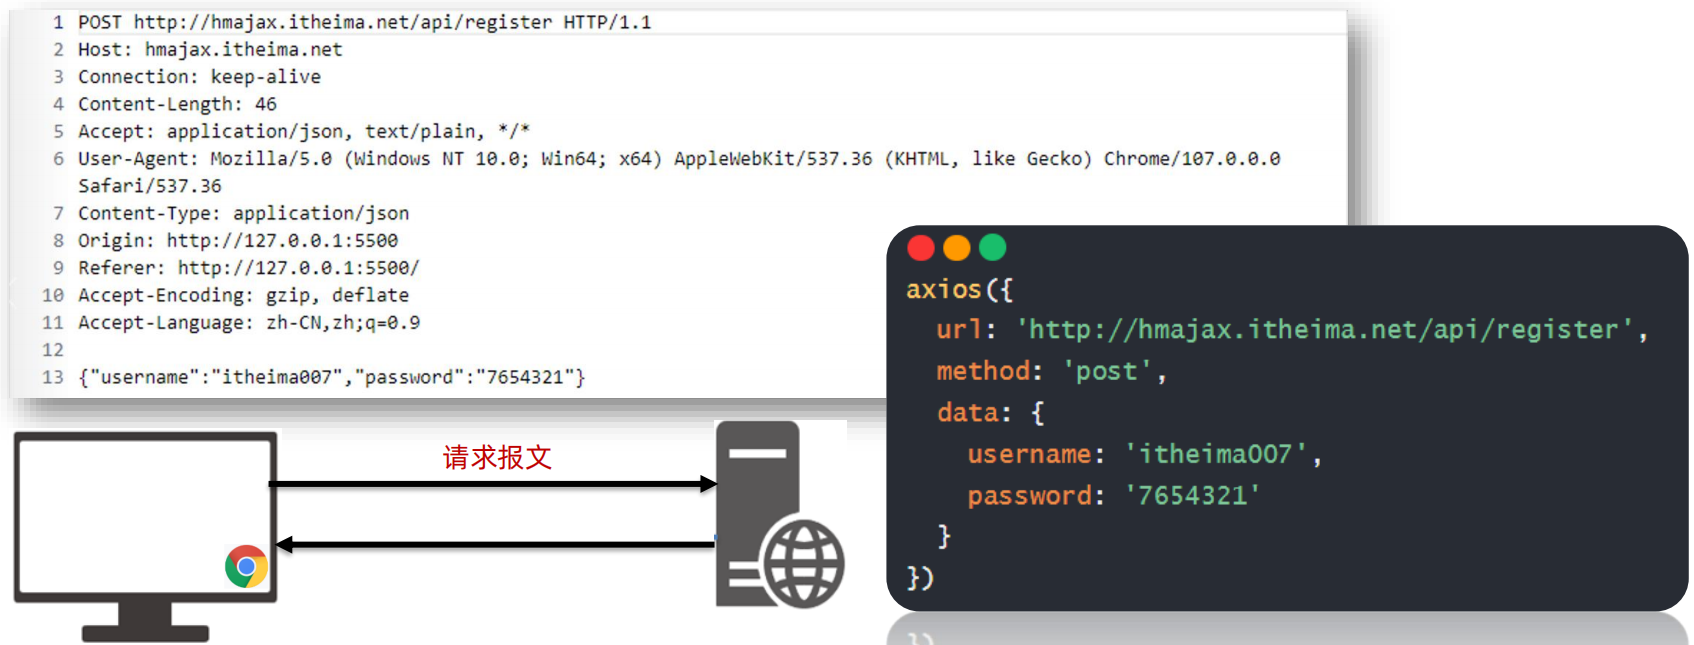 1 POST http://hmajax.itheima.net/api/register HTTP/1.1
2 Host: hmajax.itheima.net
3 Connection: keep-alive
4 Content-Length: 46
5 Accept: application/json, text/plain, */*
6 User-Agent: Mozilla/5.0 (Windows NT 10.0; Win64; x64) AppleWebKit/537.36 (KHTML, like Gecko) Chrome/107.0.0.0
Safari/537.36
7 Content-Type: application/json
8 Origin: http://127.0.0.1:5500
9 Referer: http://127.0.0.1:5500/
10 Accept-Encoding: gzip, deflate
11 Accept-Language: zh-CN,zh;q=0.9
12
13 {"username":"itheima007","password":"7654321"}
请求报文
axios({
url: 'http://hmajax.itheima.net/api/register',
method: 'post',
data: {
username: 'itheima007',
password: '7654321'
}
})